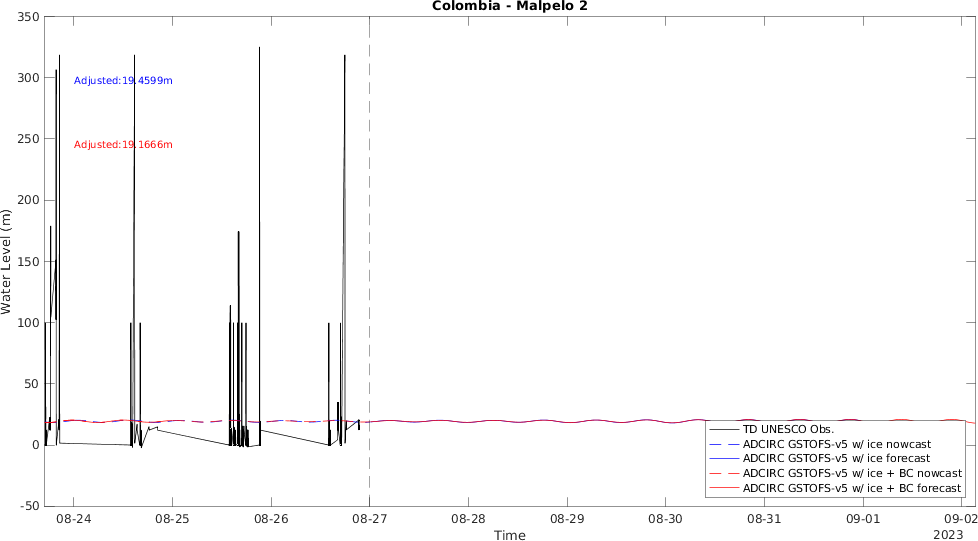 Colombia - Malpelo 2
350
300
250
200
150
100
50
0
-50
Water Level (m)
Adjusted:19.4599m
Adjusted:19.1666m
TD UNESCO Obs.
ADCIRC GSTOFS-v5 w/ ice nowcast
ADCIRC GSTOFS-v5 w/ ice forecast
ADCIRC GSTOFS-v5 w/ ice + BC nowcast
ADCIRC GSTOFS-v5 w/ ice + BC forecast
08-24 08-25 08-26 08-27 08-28 08-29 08-30 08-31 09-01 09-02
Time
2023